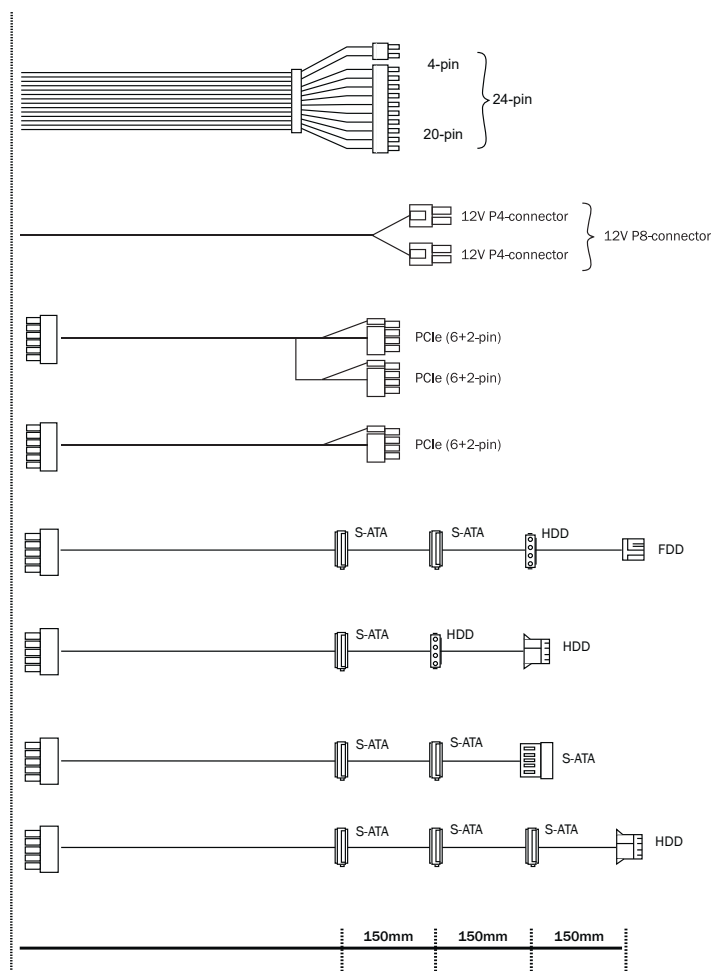 4-pin
24-pin
20-pin
12V P4-connector
12V P8-connector
12V P4-connector
PCIe (6+2-pin)
PCIe (6+2-pin)
PCIe (6+2-pin)
S-ATA S-ATA HDD FDD
S-ATA HDD HDD
S-ATA S-ATA S-ATA
S-ATA S-ATA S-ATA HDD
150mm 150mm 150mm